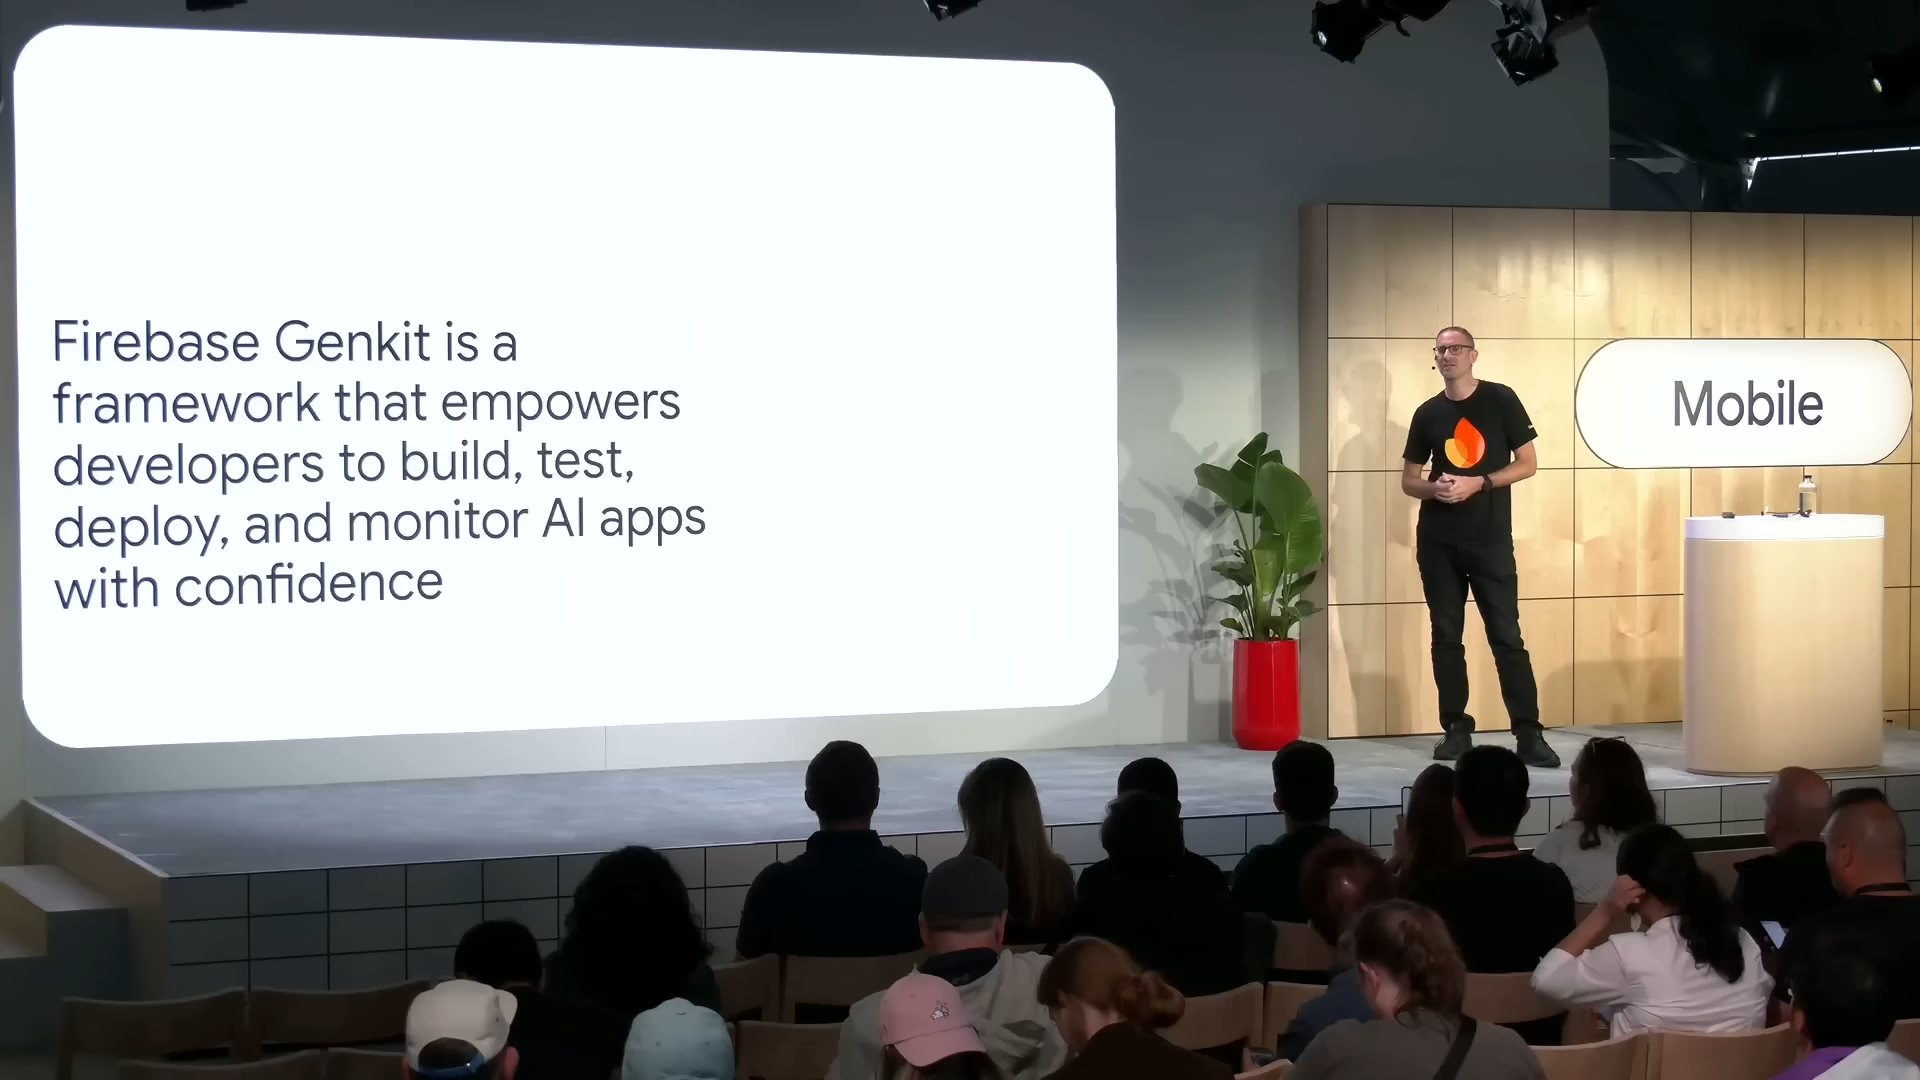 Firebase Genkit is a
framework that empowers
developers to build, test,
deploy, and monitor AI apps
with confidence
Mobile